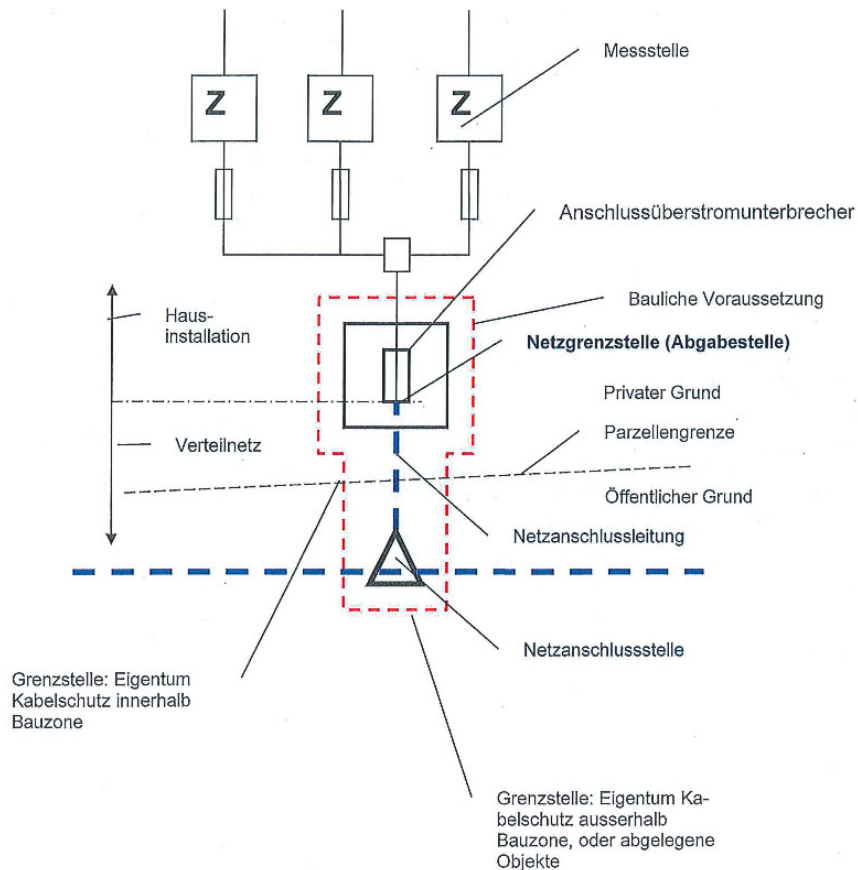 Messstelle
Z Z Z
Anschlussüberstromunterbrecher
Bauliche Voraussetzung
Haus-
installation
Netzgrenzstelle (Abgabestelle)
Privater Grund
Parzellengrenze
Verteilnetz
Öffentlicher Grund
Netzanschlussleitung
Netzanschlussstelle
Grenzstelle: Eigentum
Kabelschutz innerhalb
Bauzone
Grenzstelle: Eigentum Ka-
belschutz ausserhalb
Bauzone, oder abgelegene
Objekte